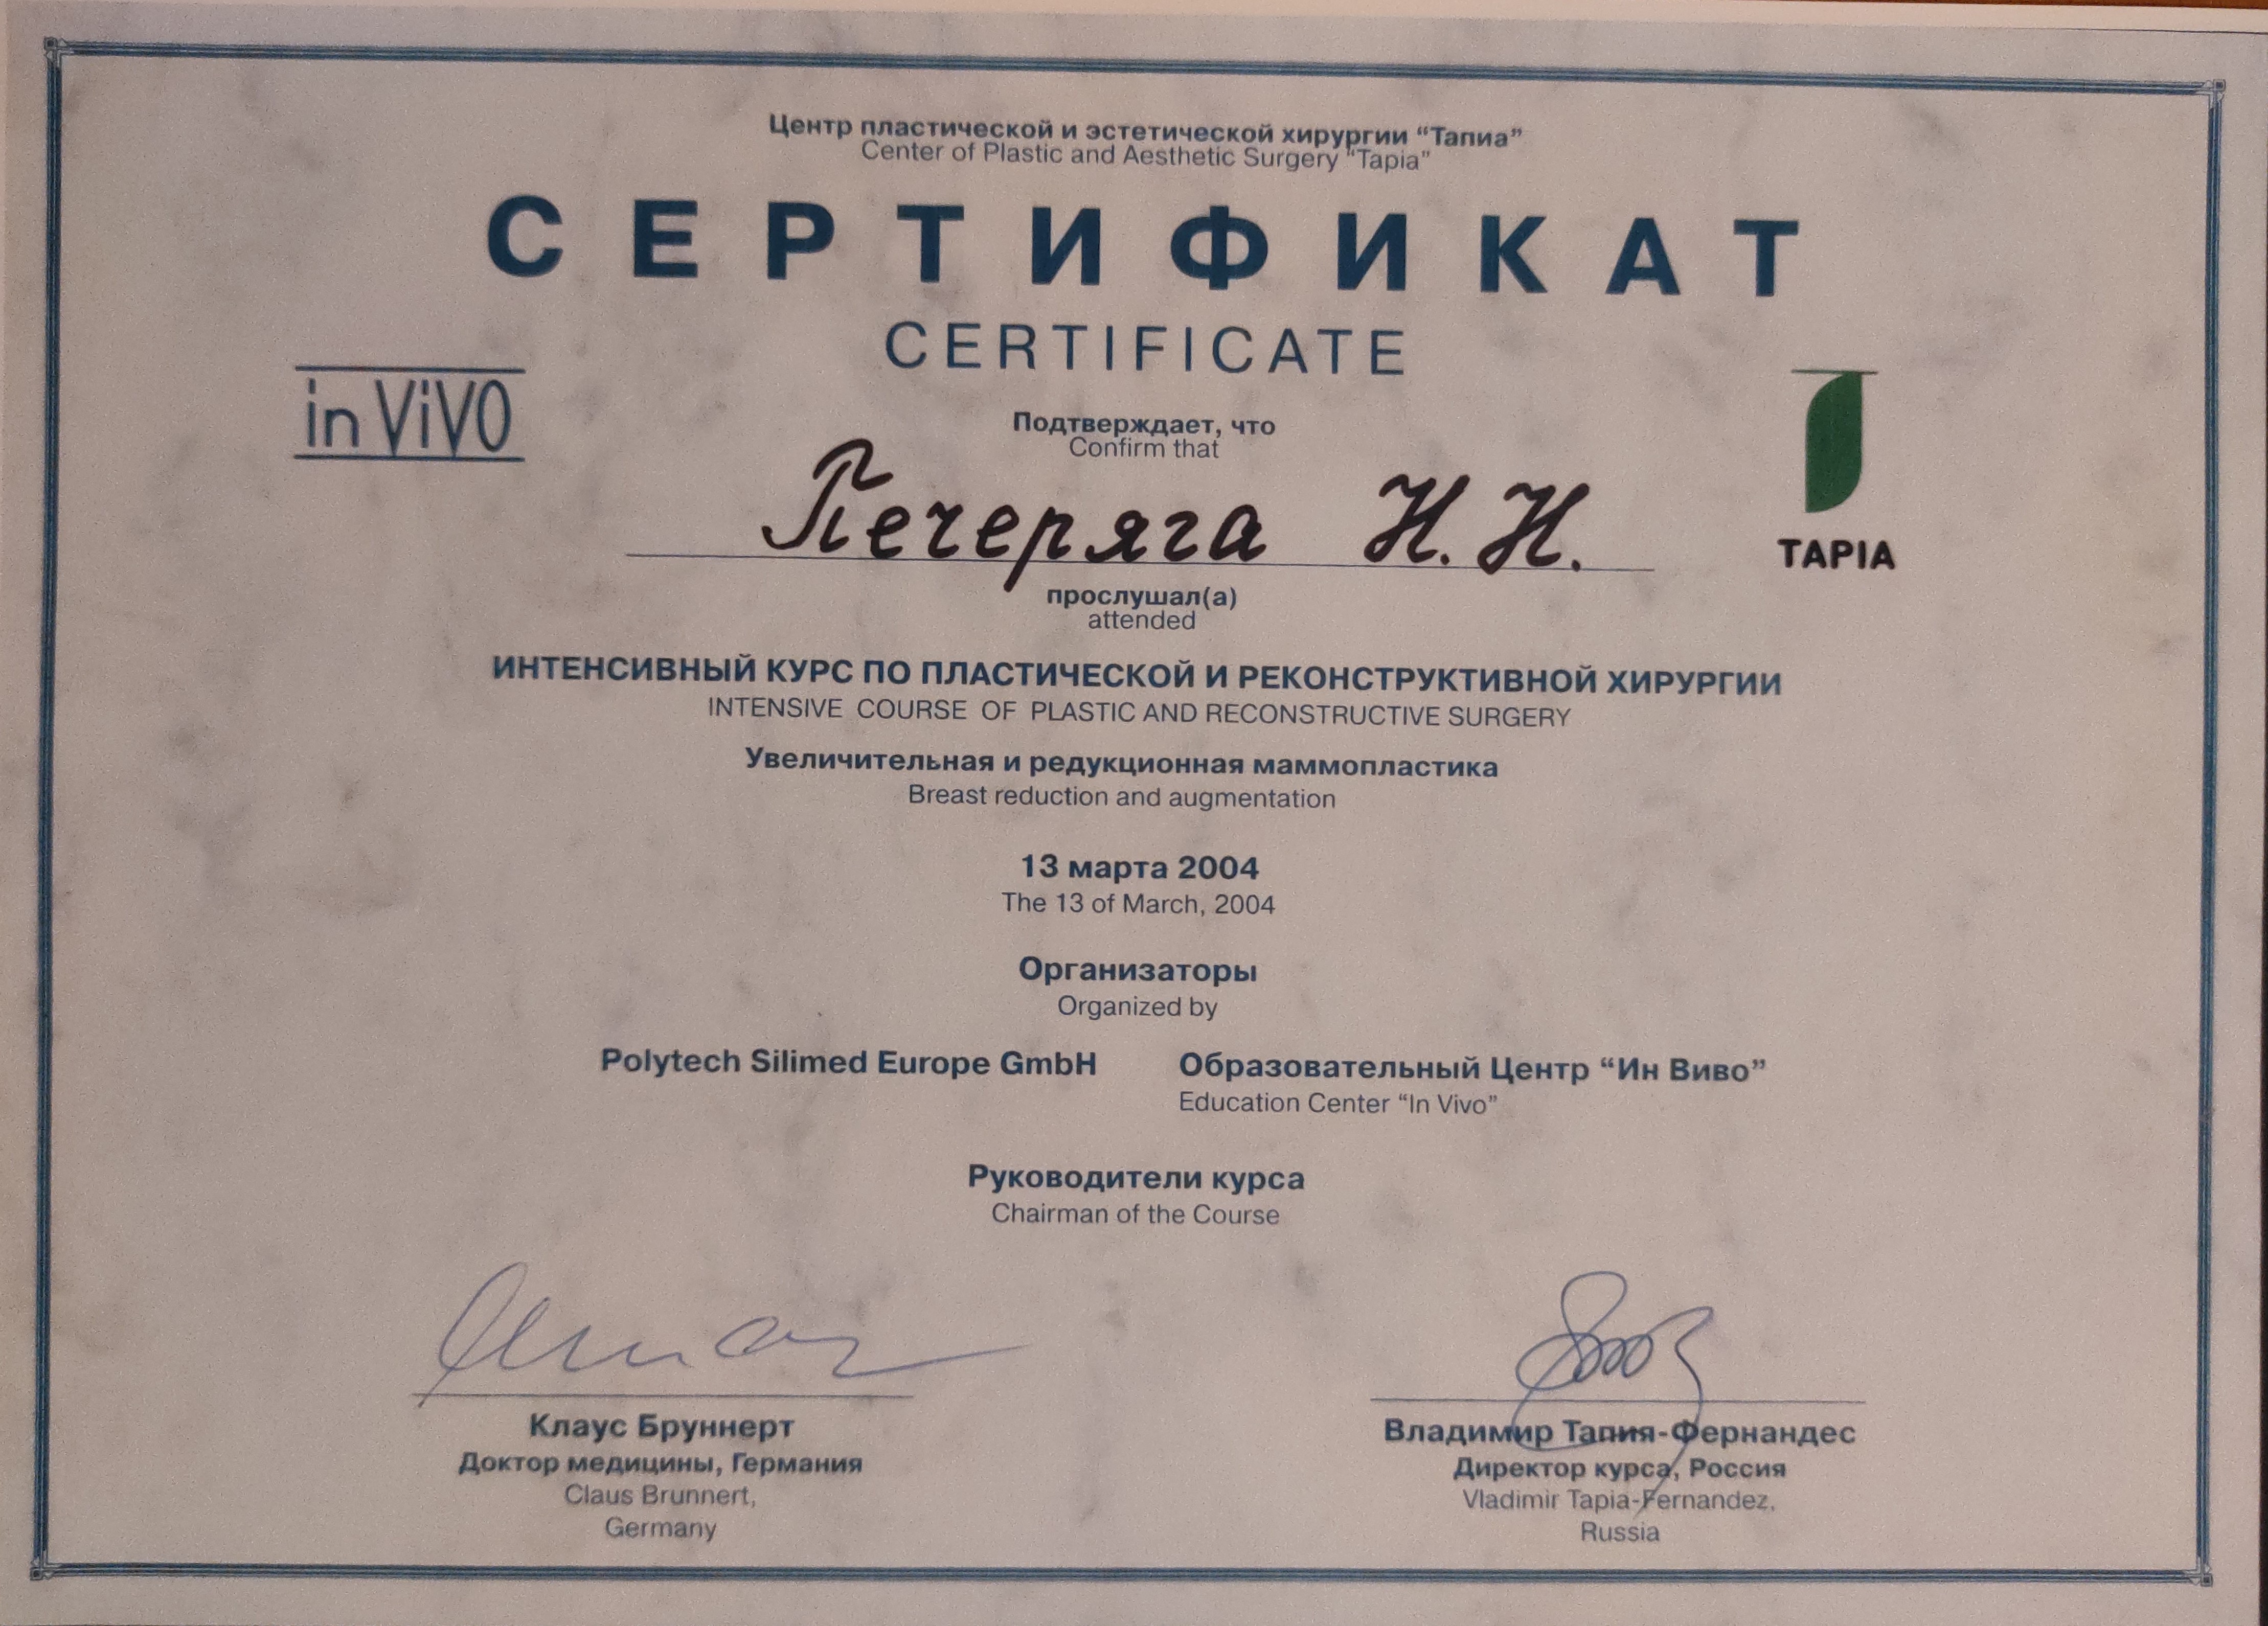 Центр пластической и эстетической хирургии “Тапиа”
Center of Plastic and Aesthetic Surgery "Tapia"
СЕРТИФИКАТ
CERTIFICATE
in ViVO
Подтверждает, что
Confirm that
Печеряга Н.Н.
TAPIA
прослушал(а)
attended
ИНТЕНСИВНЫЙ КУРС ПО ПЛАСТИЧЕСКОЙ И РЕКОНСТРУКТИВНОЙ ХИРУРГИИ
INTENSIVE COURSE OF PLASTIC AND RECONSTRUCTIVE SURGERY
Увеличительная и редукционная маммопластика
Breast reduction and augmentation
13 марта 2004
The 13 of March, 2004
Организаторы
Organized by
Polytech Silimed Europe GmbH
Образовательный Центр “Ин Виво”
Education Center “In Vivo”
Руководители курса
Chairman of the Course
Клаус Бруннерт
Доктор медицины, Германия
Claus Brunnert,
Germany
Владимир Тапия-Фернандес
Директор курса, Россия
Vladimir Tapia-Fernandez,
Russia